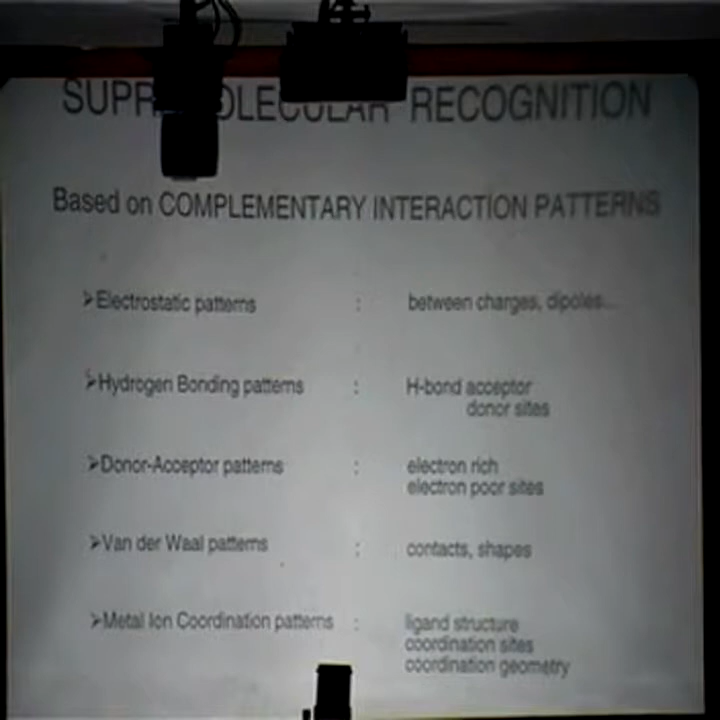 SUPRAMOLECULAR RECOGNITION
Based on COMPLEMENTARY INTERACTION PATTERNS
➢Electrostatic patterns : between charges, dipoles...
➢Hydrogen Bonding patterns : H-bond acceptor
donor sites
➢Donor-Acceptor patterns : electron rich
electron poor sites
➢Van der Waal patterns : contacts, shapes
➢Metal Ion Coordination patterns : ligand structure
coordination sites
coordination geometry